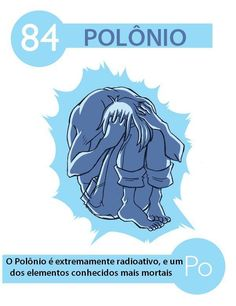 84
POLÔNIO
O Polônio é extremamente radioativo, e um
dos elementos conhecidos mais mortais
Po